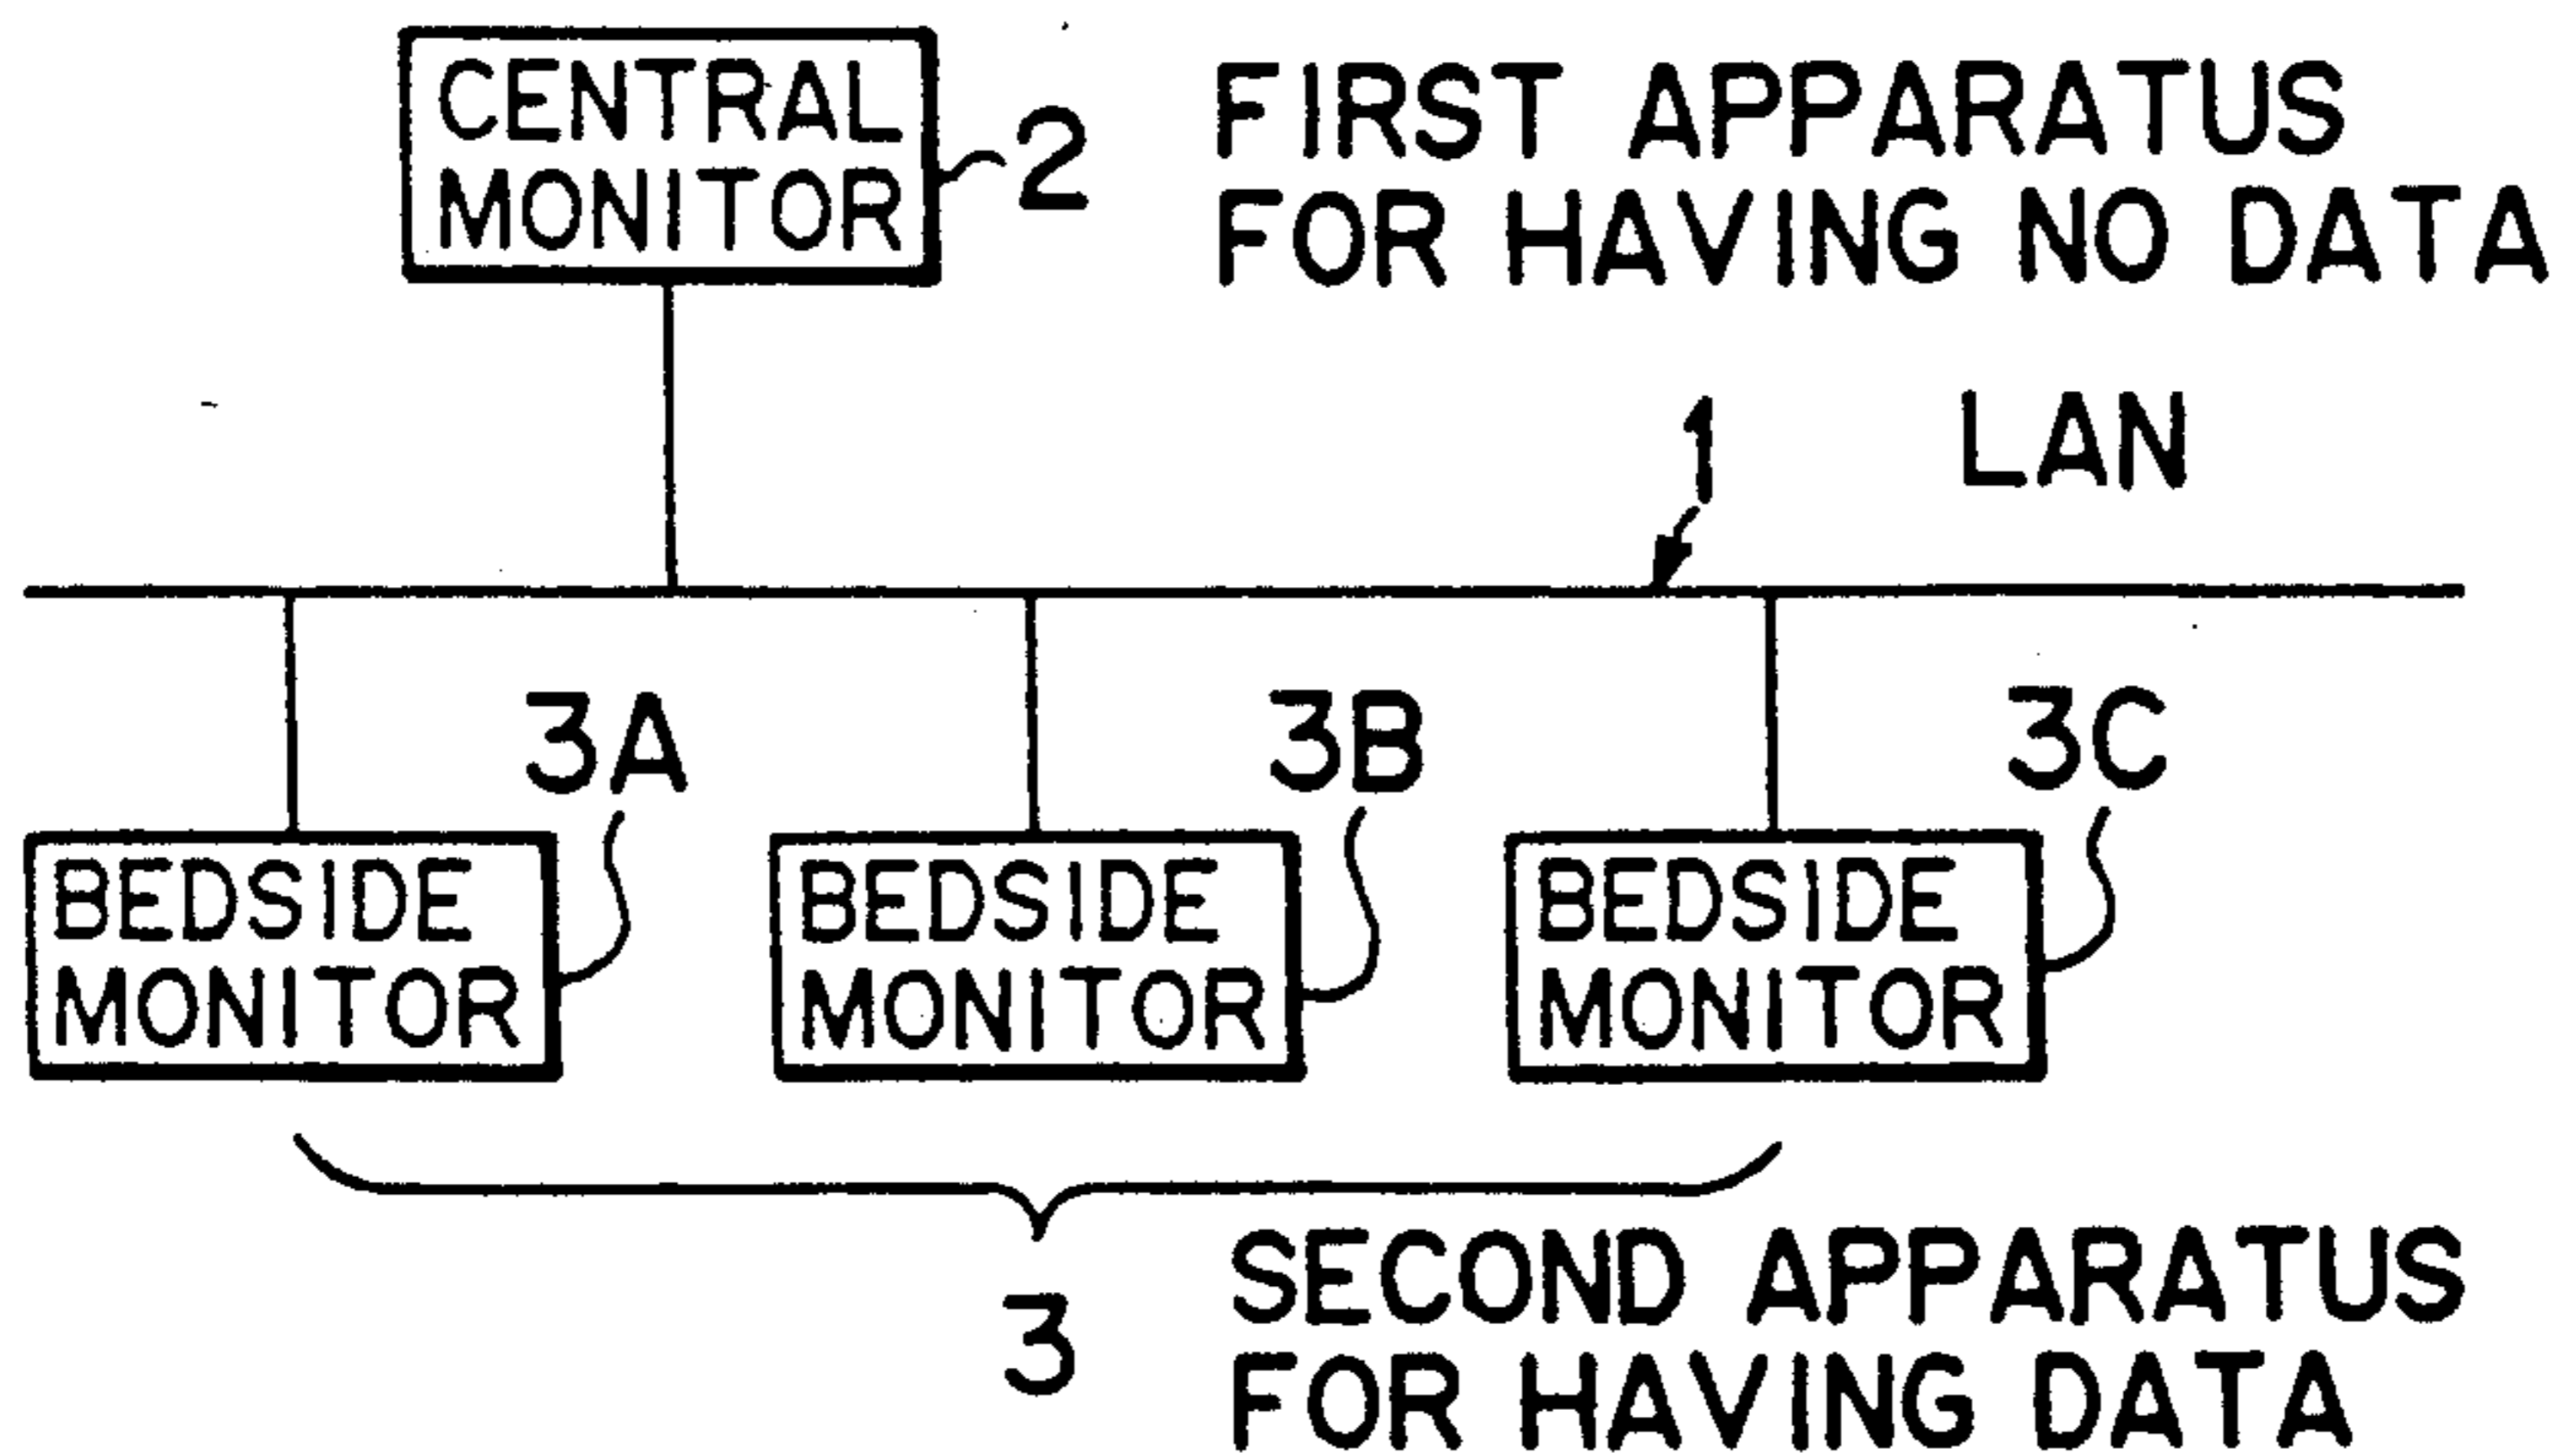 CENTRAL
MONITOR
2
FIRST APPARATUS
FOR HAVING NO DATA
1
LAN
3A
3B
3C
BEDSIDE
MONITOR
BEDSIDE
MONITOR
BEDSIDE
MONITOR
3
SECOND APPARATUS
FOR HAVING DATA